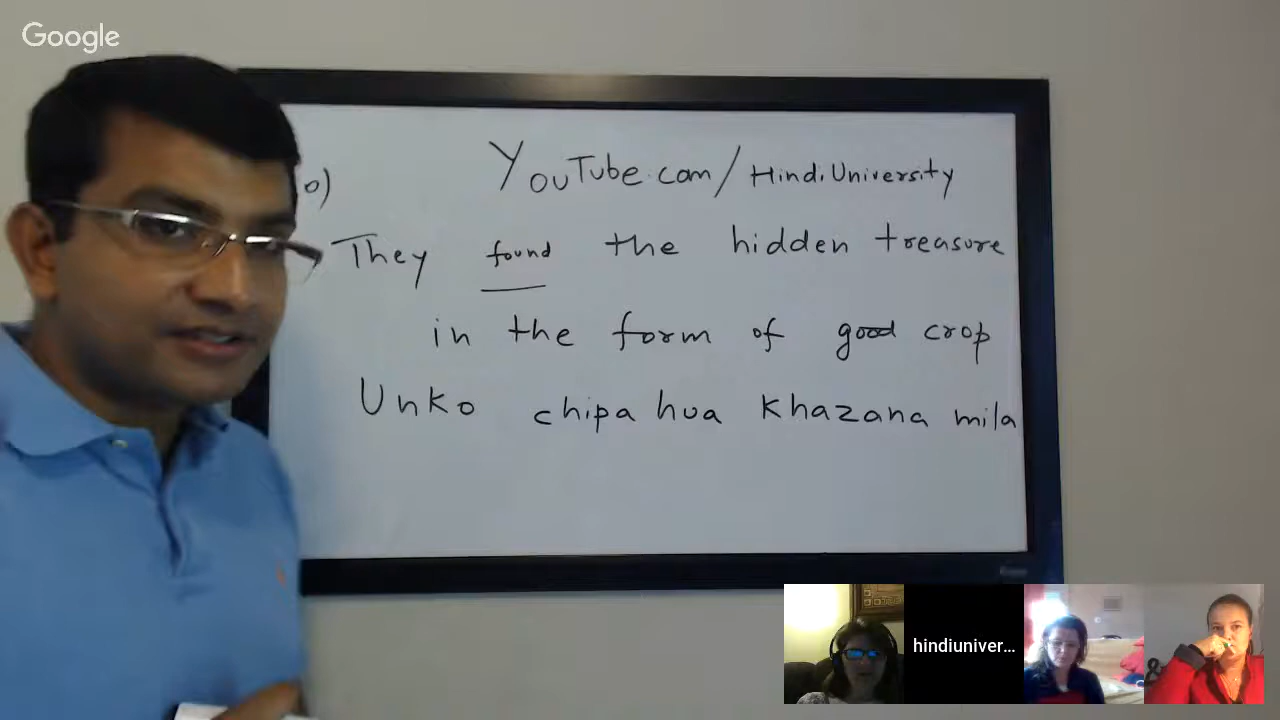 Google
o)
YouTube.com/HindiUniversity
They found the hidden treasure
in the form of good crop
Unko chipa hua khazana mila
hindiuniver...